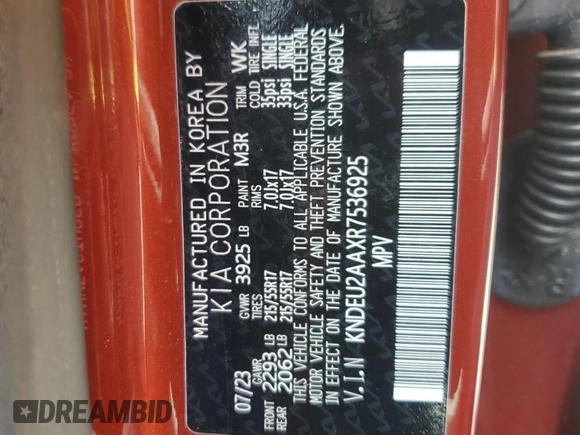 MANUFACTURED IN KOREA BY
KIA CORPORATION
07/23 GVWR 3925 LB PAINT M3R TRIM WK
GAWR TIRES RIMS COLD TIRE INFL
FRONT 2293 LB 215/55R17 7.0Jx17 35psi SINGLE
REAR 2062 LB 215/55R17 7.0Jx17 33psi SINGLE
THIS VEHICLE CONFORMS TO ALL APPLICABLE U.S.A. FEDERAL
MOTOR VEHICLE SAFETY AND THEFT PREVENTION STANDARDS
IN EFFECT ON THE DATE OF MANUFACTURE SHOWN ABOVE.
V.I.N KNDEU2AAXR7536925
MPV
DREAMBID